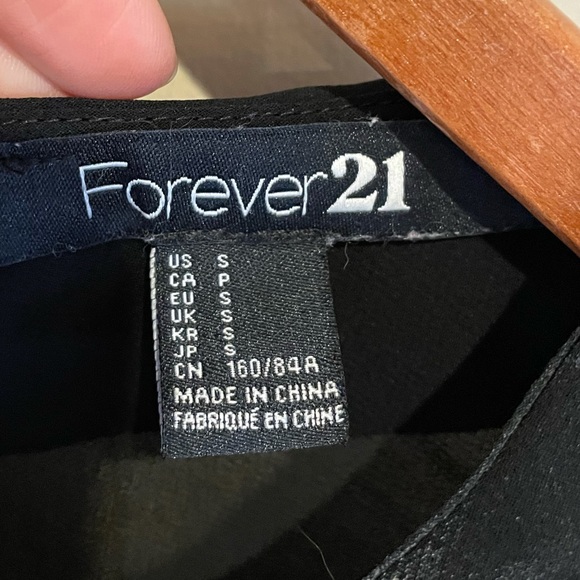 Forever21
US S
CA P
EU S
UK S
KR S
JP S
CN 160/84A
MADE IN CHINA
FABRIQUÉ EN CHINE